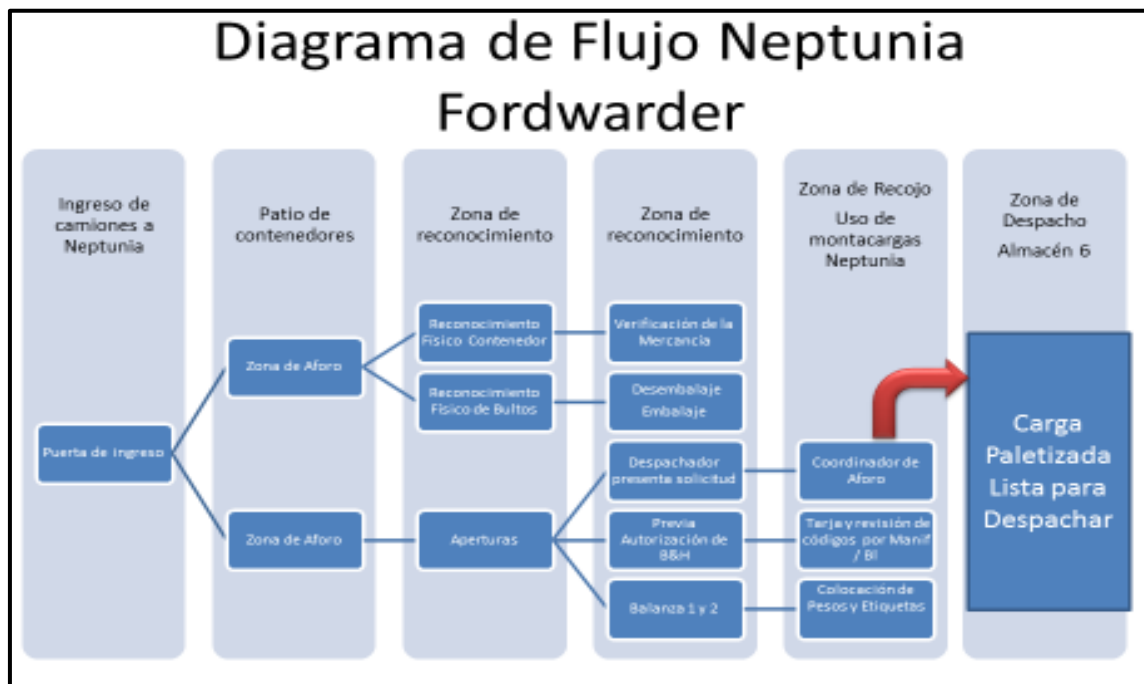 Diagrama de Flujo Neptunia
Fordwarder
Ingreso de
camiones a
Neptunia
Patio de
contenedores
Zona de
reconocimiento
Zona de
reconocimiento
Zona de Recojo
Uso de
montacargas
Neptunia
Zona de
Despacho
Almacén 6
Puerta de ingreso
Zona de Aforo
Zona de Aforo
Reconocimiento
Físico Contenedor
Reconocimiento
Físico de Bultos
Aperturas
Verificación de la
Mercancía
Desembalaje
Embalaje
Despachador
presenta solicitud
Previa
Autorización de
B&H
Balanza 1 y 2
Coordinador de
Aforo
Tarja y revisión de
códigos por Manif
/ Bl
Colocación de
Pesos y Etiquetas
Carga
Paletizada
Lista para
Despachar